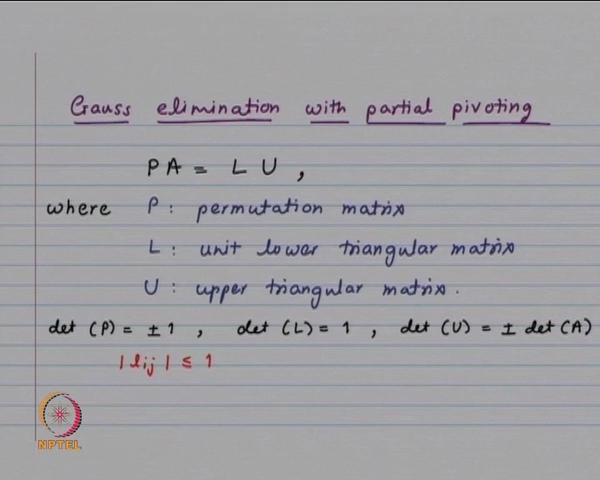 Gauss elimination with partial pivoting
PA = LU,
where P: permutation matrix
L: unit lower triangular matrix
U: upper triangular matrix.
det (P) = ± 1, det (L) = 1, det (U) = ± det (A)
|lij| ≤ 1
NPTEL